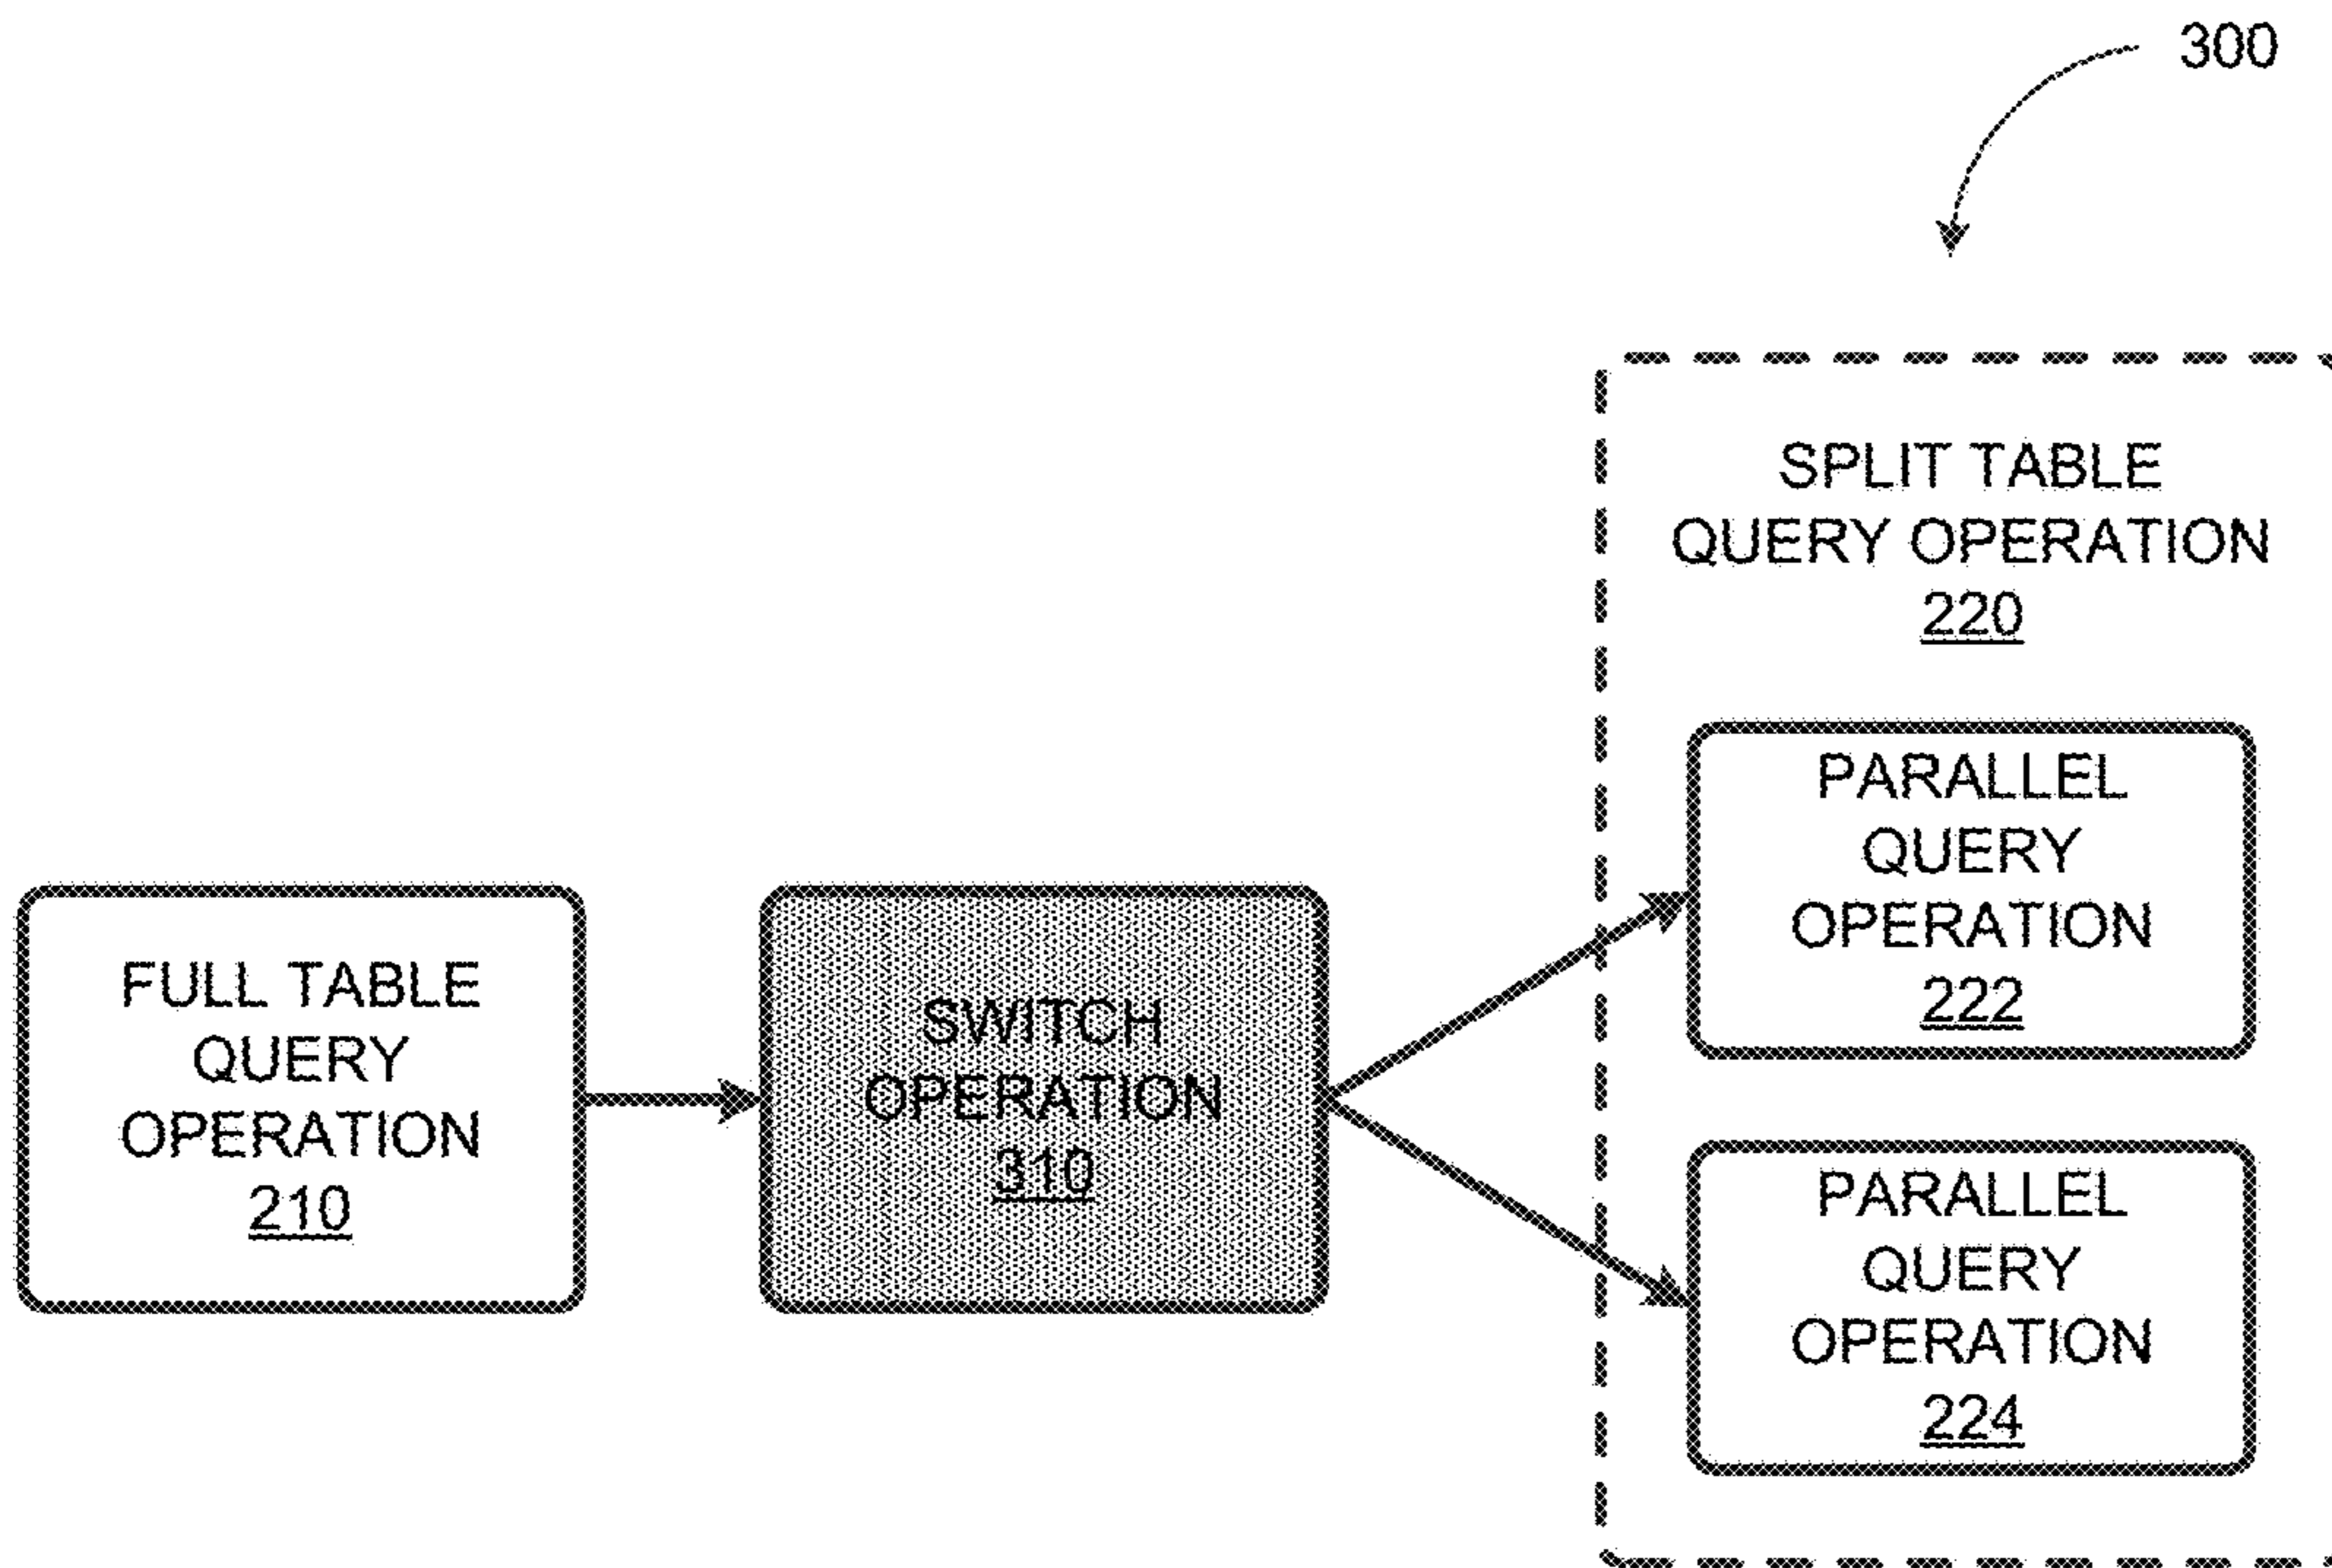 300
SPLIT TABLE
QUERY OPERATION
220
PARALLEL
QUERY
OPERATION
222
FULL TABLE
QUERY
OPERATION
210
SWITCH
OPERATION
310
PARALLEL
QUERY
OPERATION
224